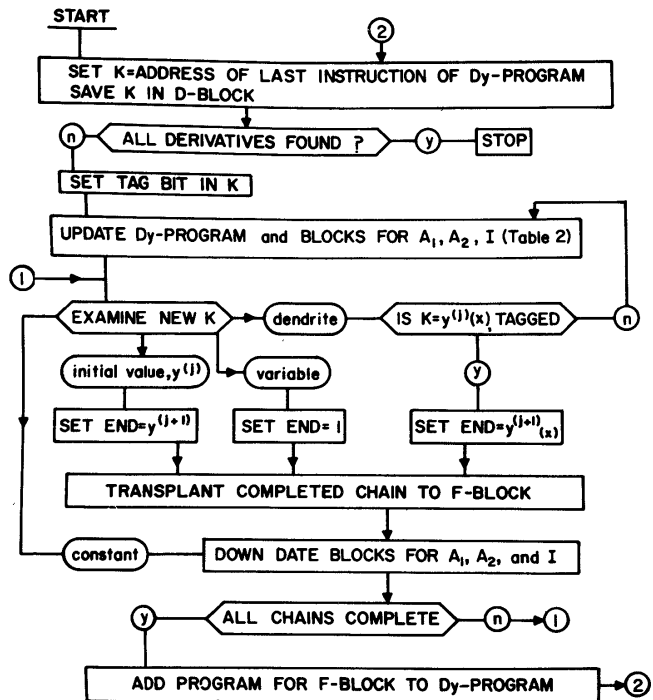 START
2
SET K=ADDRESS OF LAST INSTRUCTION OF Dy-PROGRAM
SAVE K IN D-BLOCK
n
ALL DERIVATIVES FOUND ?
y
STOP
SET TAG BIT IN K
UPDATE Dy-PROGRAM and BLOCKS FOR A₁, A₂, I (Table 2)
1
EXAMINE NEW K
dendrite
IS K=y⁽ʲ⁾(x), TAGGED
n
initial value, y⁽ʲ⁾
variable
y
SET END=y⁽ʲ⁺¹⁾
SET END= 1
SET END=y⁽ʲ⁺¹⁾(x)
TRANSPLANT COMPLETED CHAIN TO F-BLOCK
constant
DOWN DATE BLOCKS FOR A₁, A₂, and I
y
ALL CHAINS COMPLETE
n
1
ADD PROGRAM FOR F-BLOCK TO Dy-PROGRAM
2